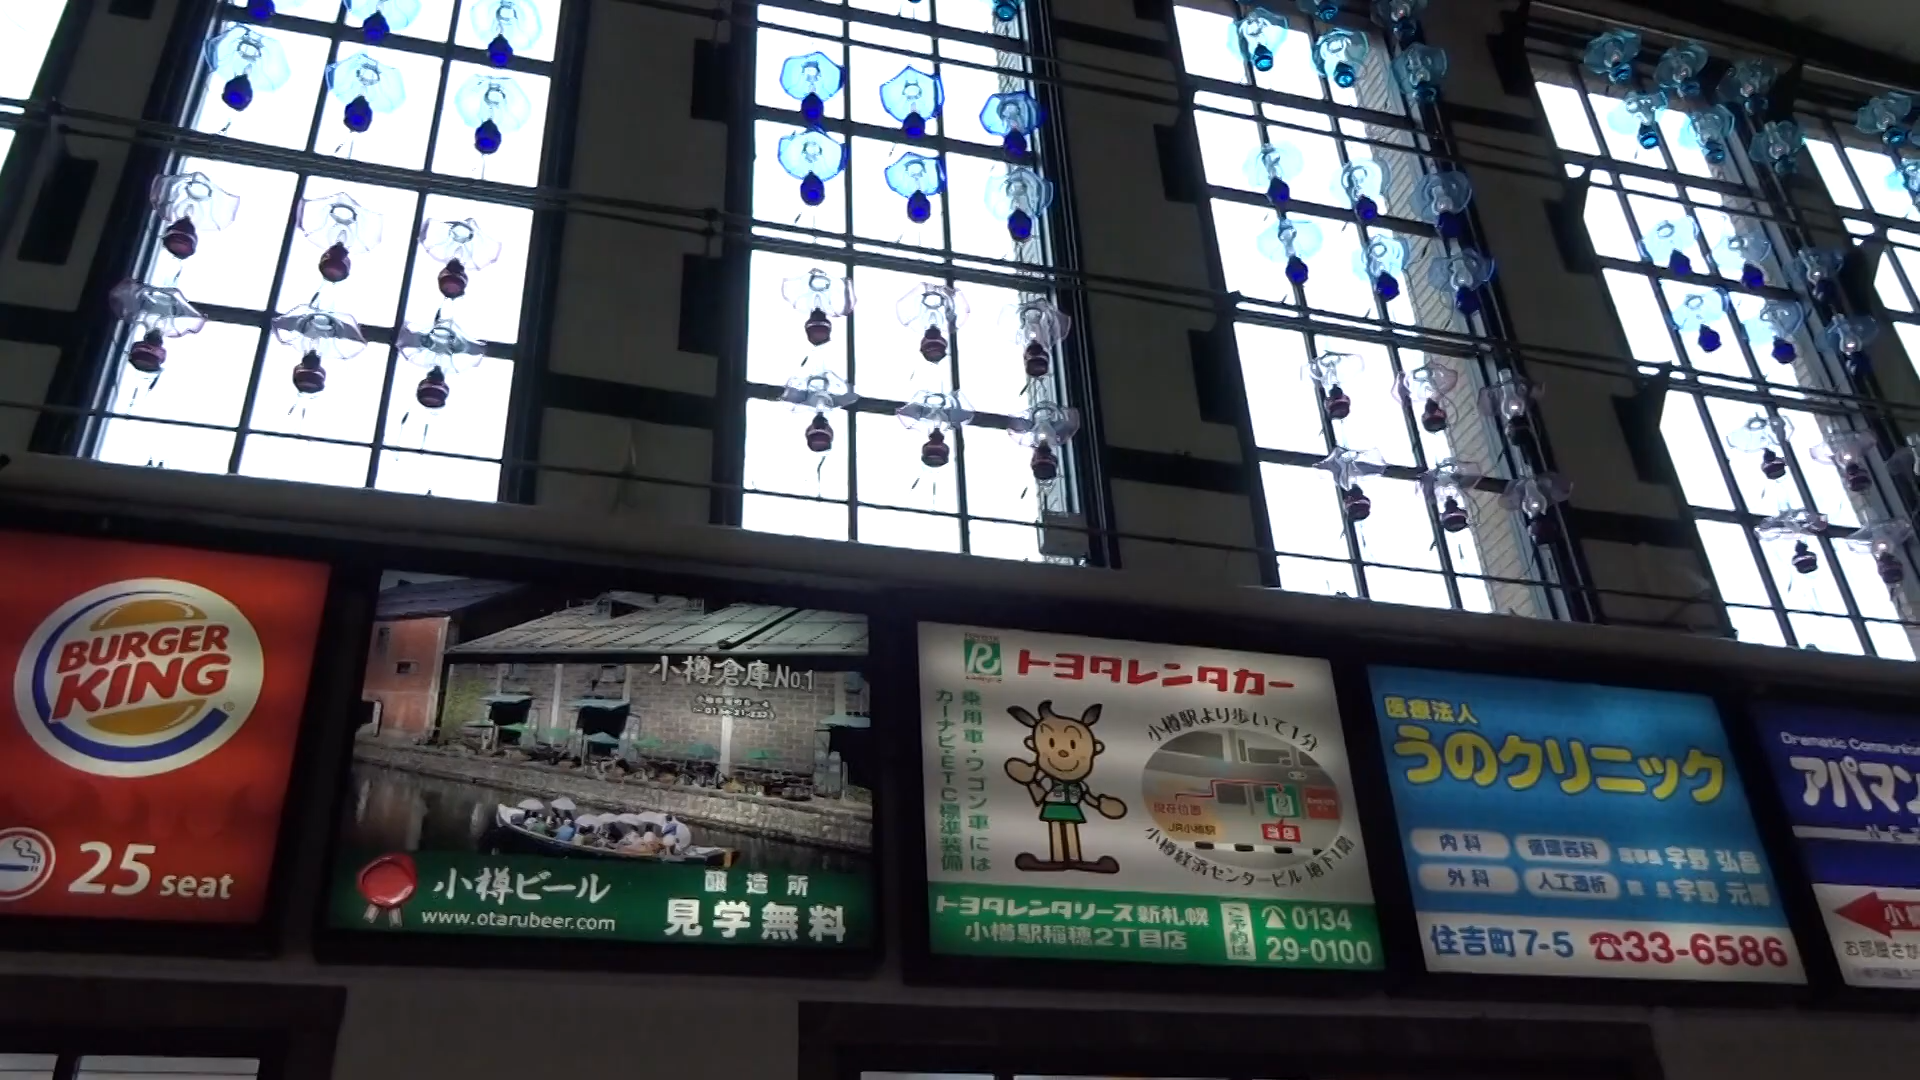 BURGER
KING
25 seat
小樽倉庫No.1
小樽ビール
www.otarubeer.com
醸造所
見学無料
トヨタレンタカー
乗用車・ワゴン車には
カーナビ・ETC標準装備
小樽駅より歩いて1分
現在位置
JR小樽駅
当店
小樽経済センタービル 地下1階
トヨタレンタリース新札幌
小樽駅稲穂2丁目店
☎0134
29-0100
医療法人
うのクリニック
内科
循環器科
宇野 弘昌
外科
人工透析
宇野 元博
住吉町7-5 ☎33-6586
アパマン